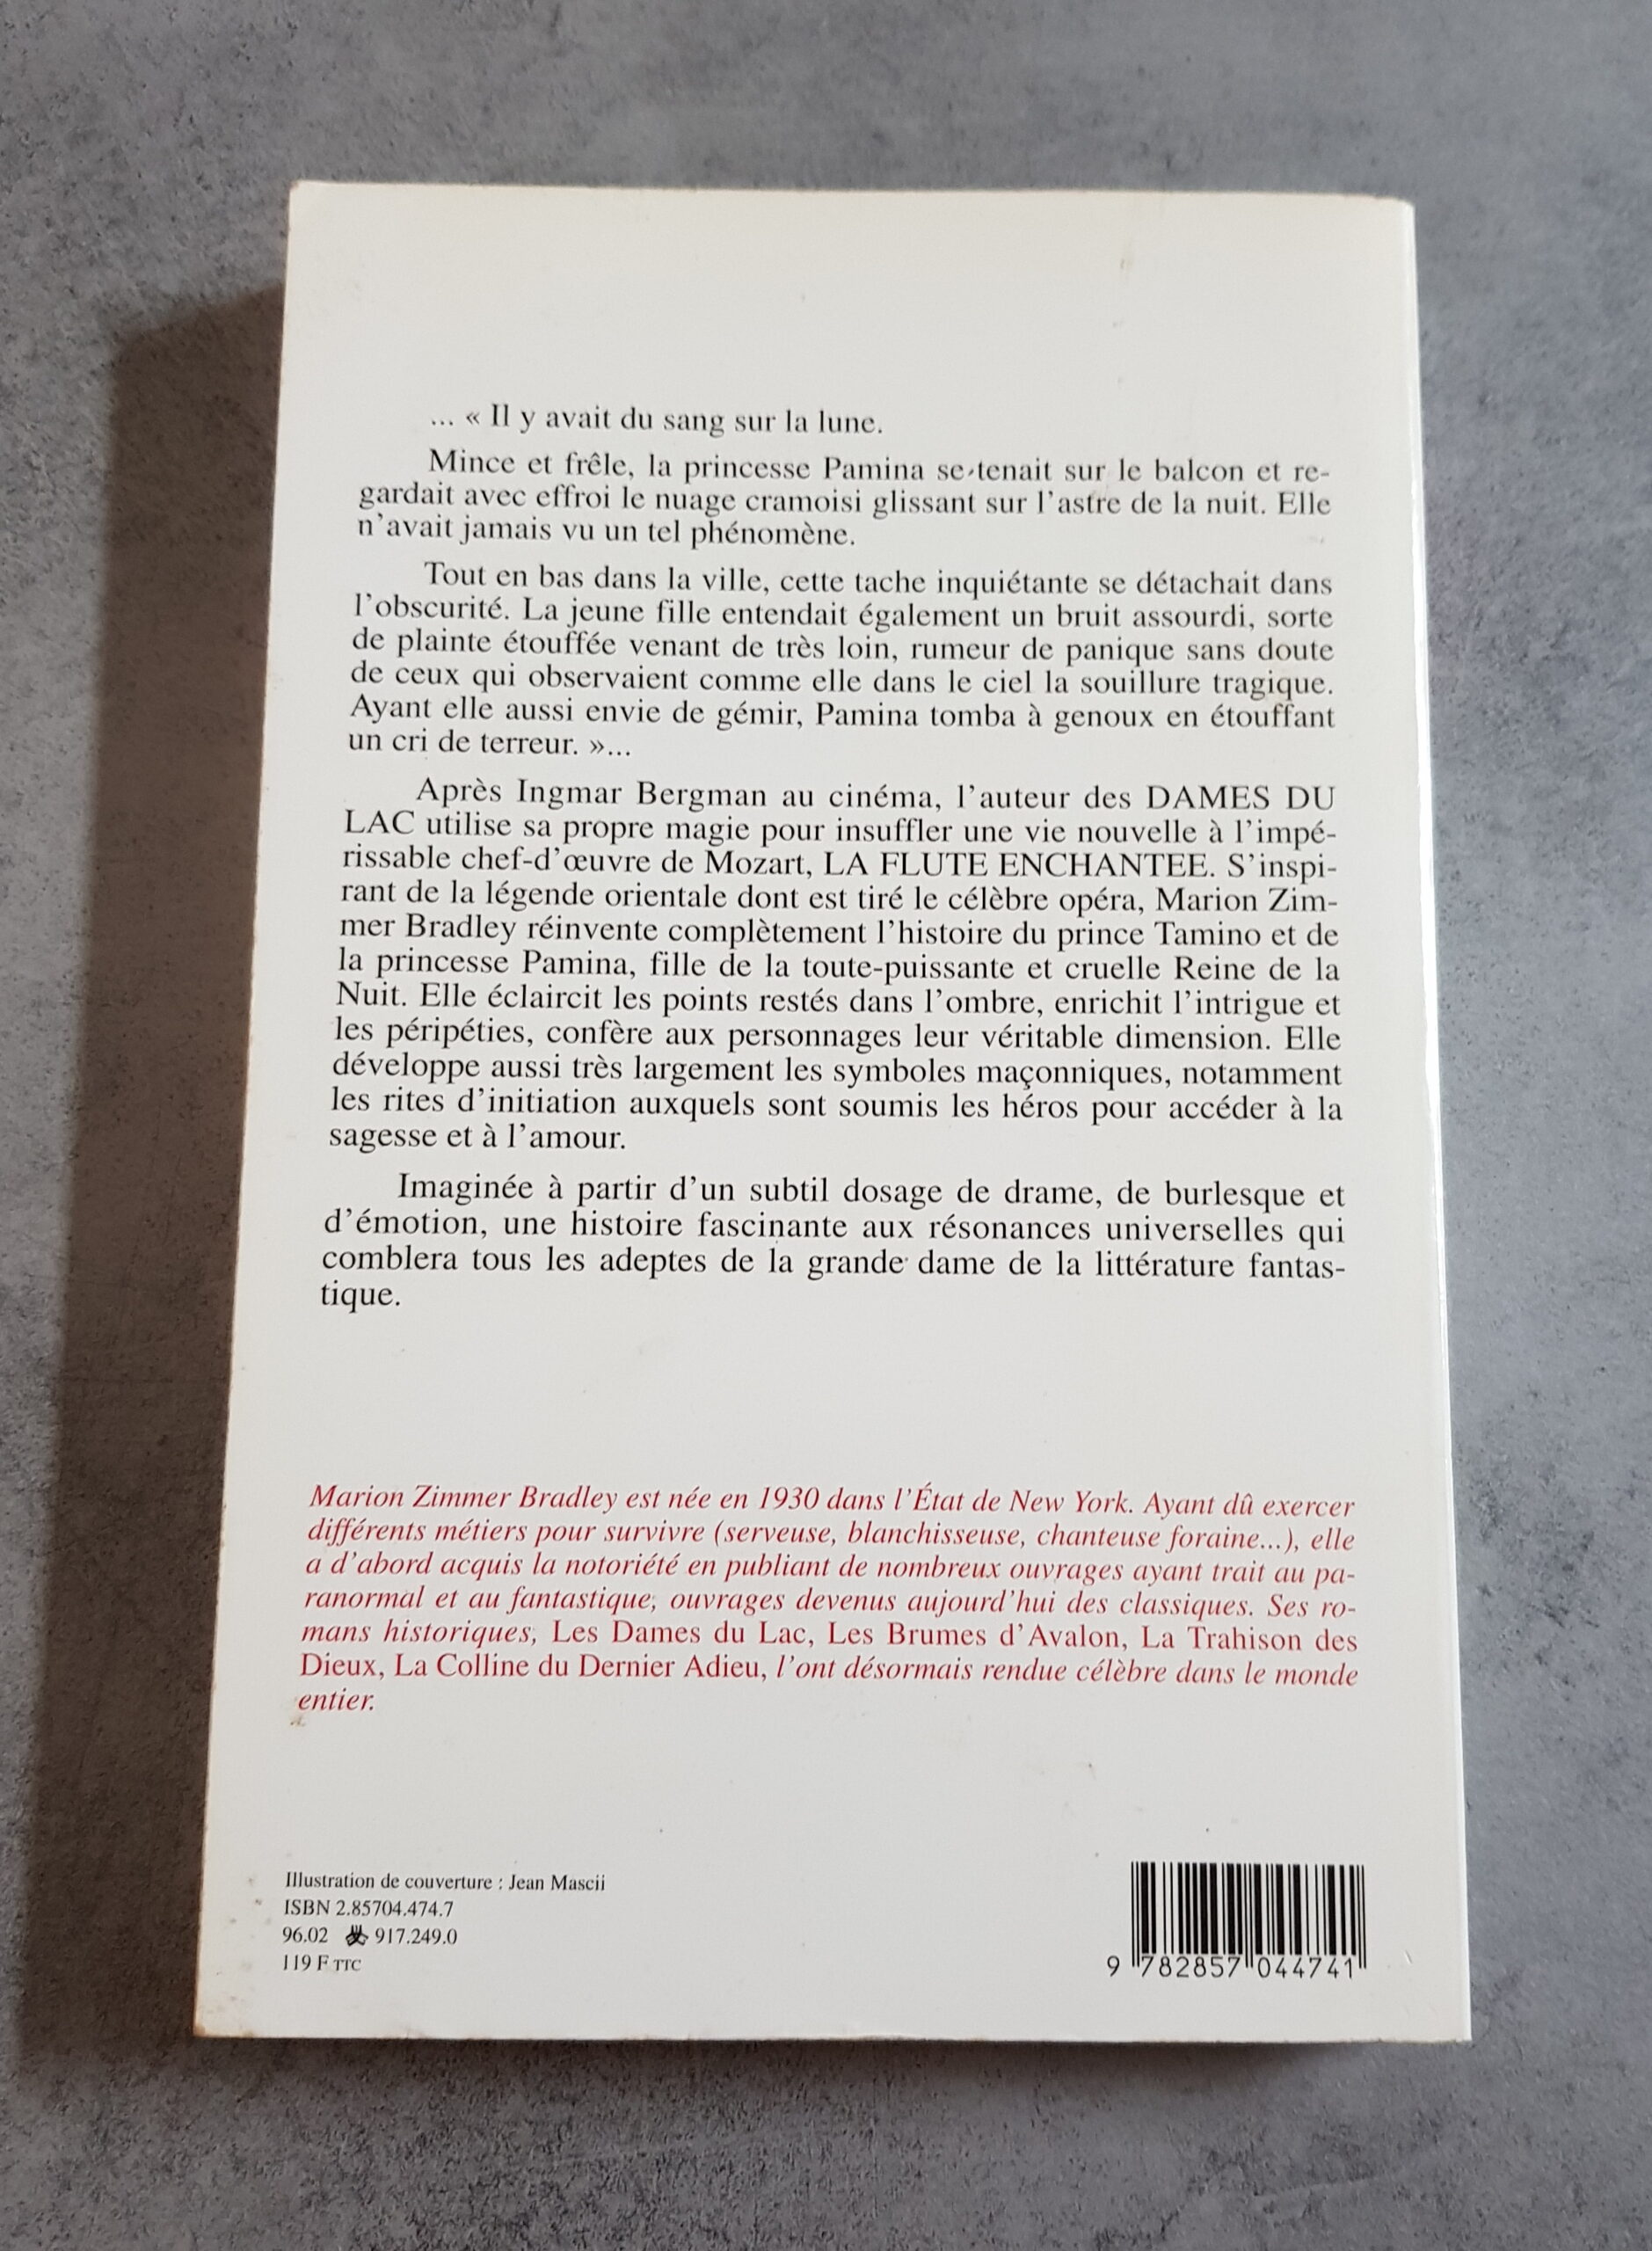 ... « Il y avait du sang sur la lune.
Mince et frêle, la princesse Pamina se tenait sur le balcon et re-
gardait avec effroi le nuage cramoisi glissant sur l'astre de la nuit. Elle
n'avait jamais vu un tel phénomène.
Tout en bas dans la ville, cette tache inquiétante se détachait dans
l'obscurité. La jeune fille entendait également un bruit assourdi, sorte
de plainte étouffée venant de très loin, rumeur de panique sans doute
de ceux qui observaient comme elle dans le ciel la souillure tragique.
Ayant elle aussi envie de gémir, Pamina tomba à genoux en étouffant
un cri de terreur. »...
Après Ingmar Bergman au cinéma, l'auteur des DAMES DU
LAC utilise sa propre magie pour insuffler une vie nouvelle à l'impé-
rissable chef-d'œuvre de Mozart, LA FLUTE ENCHANTEE. S'inspi-
rant de la légende orientale dont est tiré le célèbre opéra, Marion Zim-
mer Bradley réinvente complètement l'histoire du prince Tamino et de
la princesse Pamina, fille de la toute-puissante et cruelle Reine de la
Nuit. Elle éclaircit les points restés dans l'ombre, enrichit l'intrigue et
les péripéties, confère aux personnages leur véritable dimension. Elle
développe aussi très largement les symboles maçonniques, notamment
les rites d'initiation auxquels sont soumis les héros pour accéder à la
sagesse et à l'amour.
Imaginée à partir d'un subtil dosage de drame, de burlesque et
d'émotion, une histoire fascinante aux résonances universelles qui
comblera tous les adeptes de la grande dame de la littérature fantas-
tique.
Marion Zimmer Bradley est née en 1930 dans l'État de New York. Ayant dû exercer
différents métiers pour survivre (serveuse, blanchisseuse, chanteuse foraine...), elle
a d'abord acquis la notoriété en publiant de nombreux ouvrages ayant trait au pa-
ranormal et au fantastique, ouvrages devenus aujourd'hui des classiques. Ses ro-
mans historiques, Les Dames du Lac, Les Brumes d'Avalon, La Trahison des
Dieux, La Colline du Dernier Adieu, l'ont désormais rendue célèbre dans le monde
entier.
Illustration de couverture : Jean Mascii
ISBN 2.85704.474.7
96.02 917.249.0
119 F TTC
9 782857 044741